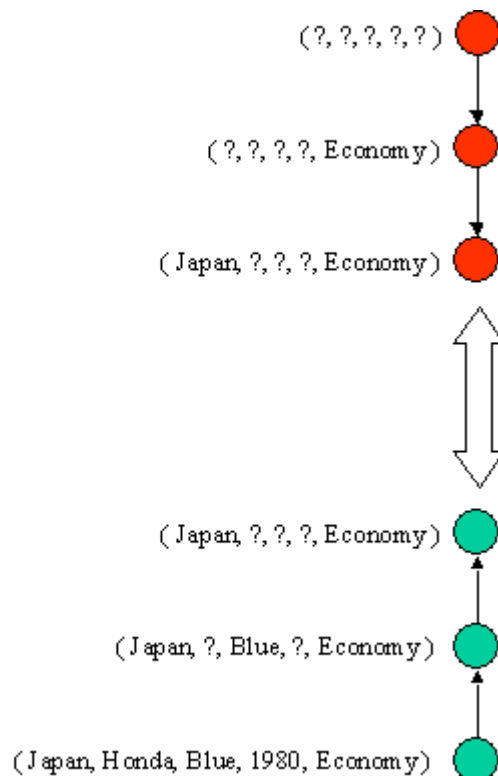 (?, ?, ?, ?, ?)
(?, ?, ?, ?, Economy)
(Japan, ?, ?, ?, Economy)
(Japan, ?, ?, ?, Economy)
(Japan, ?, Blue, ?, Economy)
(Japan, Honda, Blue, 1980, Economy)